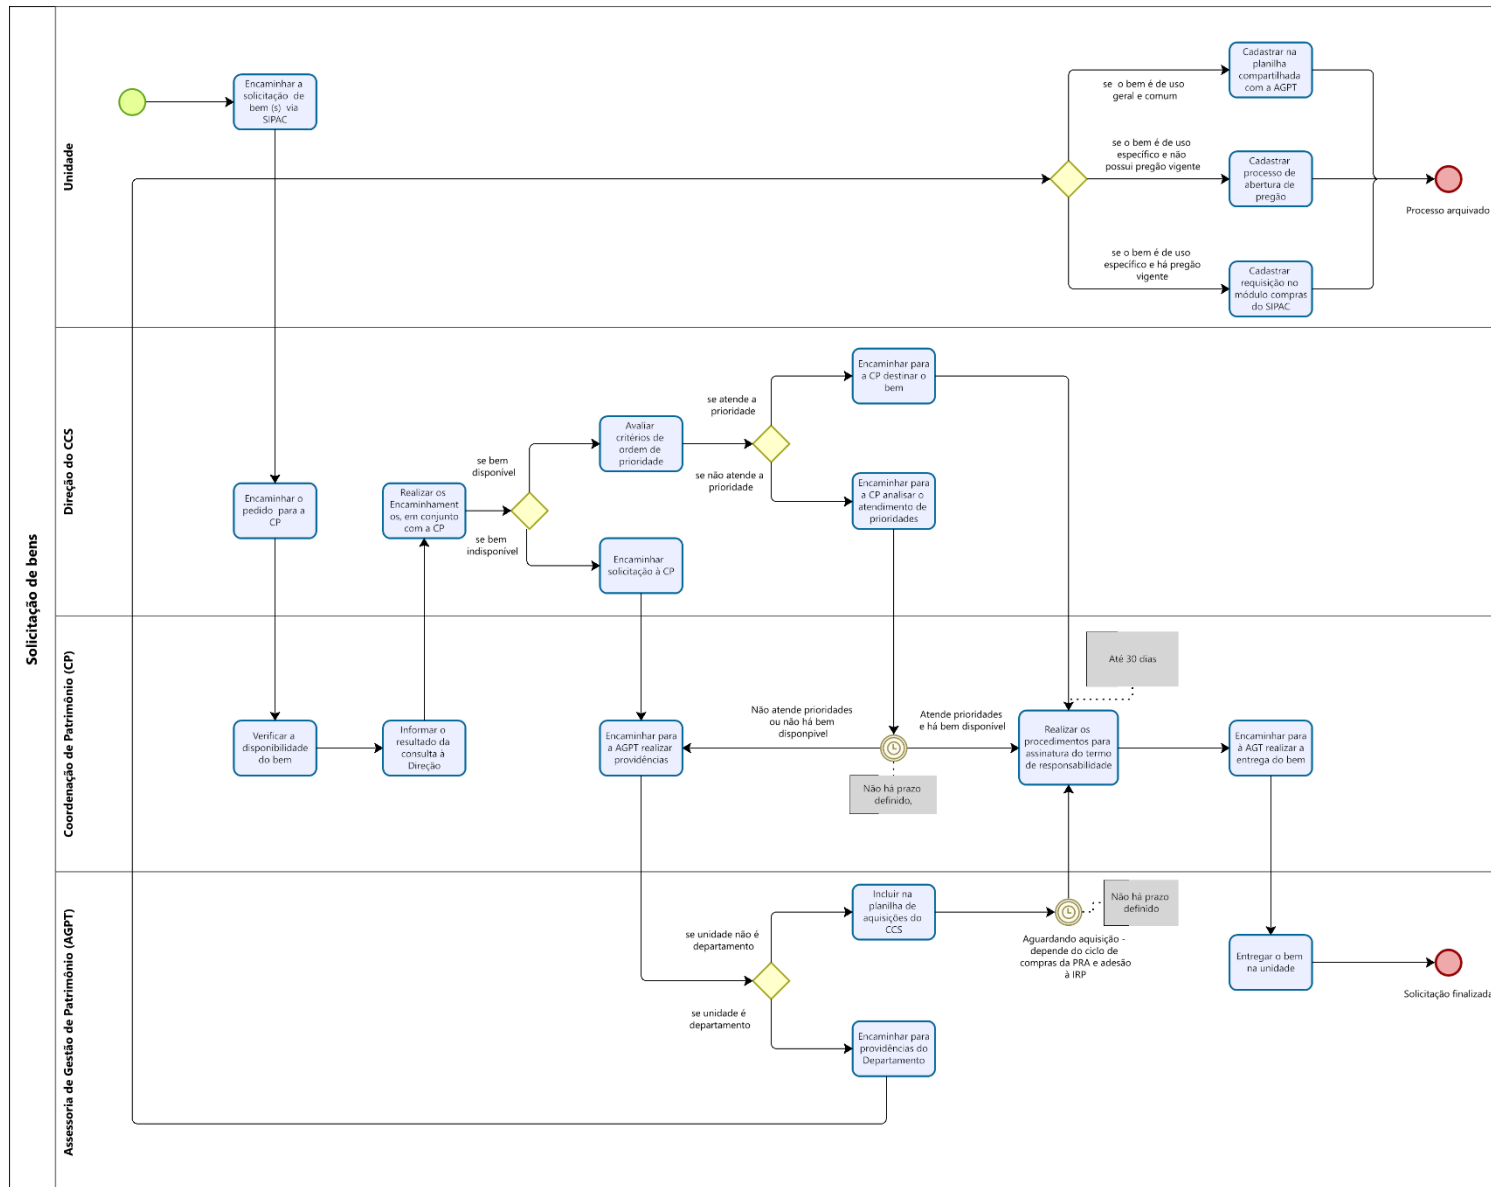 Solicitação de bens
Unidade
Encaminhar a
solicitação de
bem (s) via
SIPAC
se o bem é de uso
geral e comum
Cadastrar na
planilha
compartilhada
com a AGPT
se o bem é de uso
específico e não
possui pregão vigente
Cadastrar
processo de
abertura de
pregão
Processo arquivado
se o bem é de uso
específico e há pregão
vigente
Cadastrar
requisição no
módulo compras
do SIPAC
Direção do CCS
Encaminhar o
pedido para a
CP
Realizar os
Encaminhament
os, em conjunto
com a CP
se bem
disponível
se bem
indisponível
Avaliar
critérios de
ordem de
prioridade
Encaminhar
solicitação à CP
se atende a
prioridade
se não atende a
prioridade
Encaminhar para
a CP destinar o
bem
Encaminhar para
a CP analisar o
atendimento de
prioridades
Coordenação de Patrimônio (CP)
Verificar a
disponibilidade
do bem
Informar o
resultado da
consulta à
Direção
Encaminhar para
a AGPT realizar
providências
Não atende prioridades
ou não há bem
disponpivel
Atende prioridades
e há bem disponível
Não há prazo
definido,
Até 30 dias
Realizar os
procedimentos para
assinatura do termo
de responsabilidade
Encaminhar para
à AGT realizar a
entrega do bem
Assessoria de Gestão de Patrimônio (AGPT)
se unidade não é
departamento
se unidade é
departamento
Incluir na
planilha de
aquisições do
CCS
Encaminhar para
providências do
Departamento
Não há prazo
definido
Aguardando aquisição -
depende do ciclo de
compras da PRA e adesão
à IRP
Entregar o bem
na unidade
Solicitação finalizada